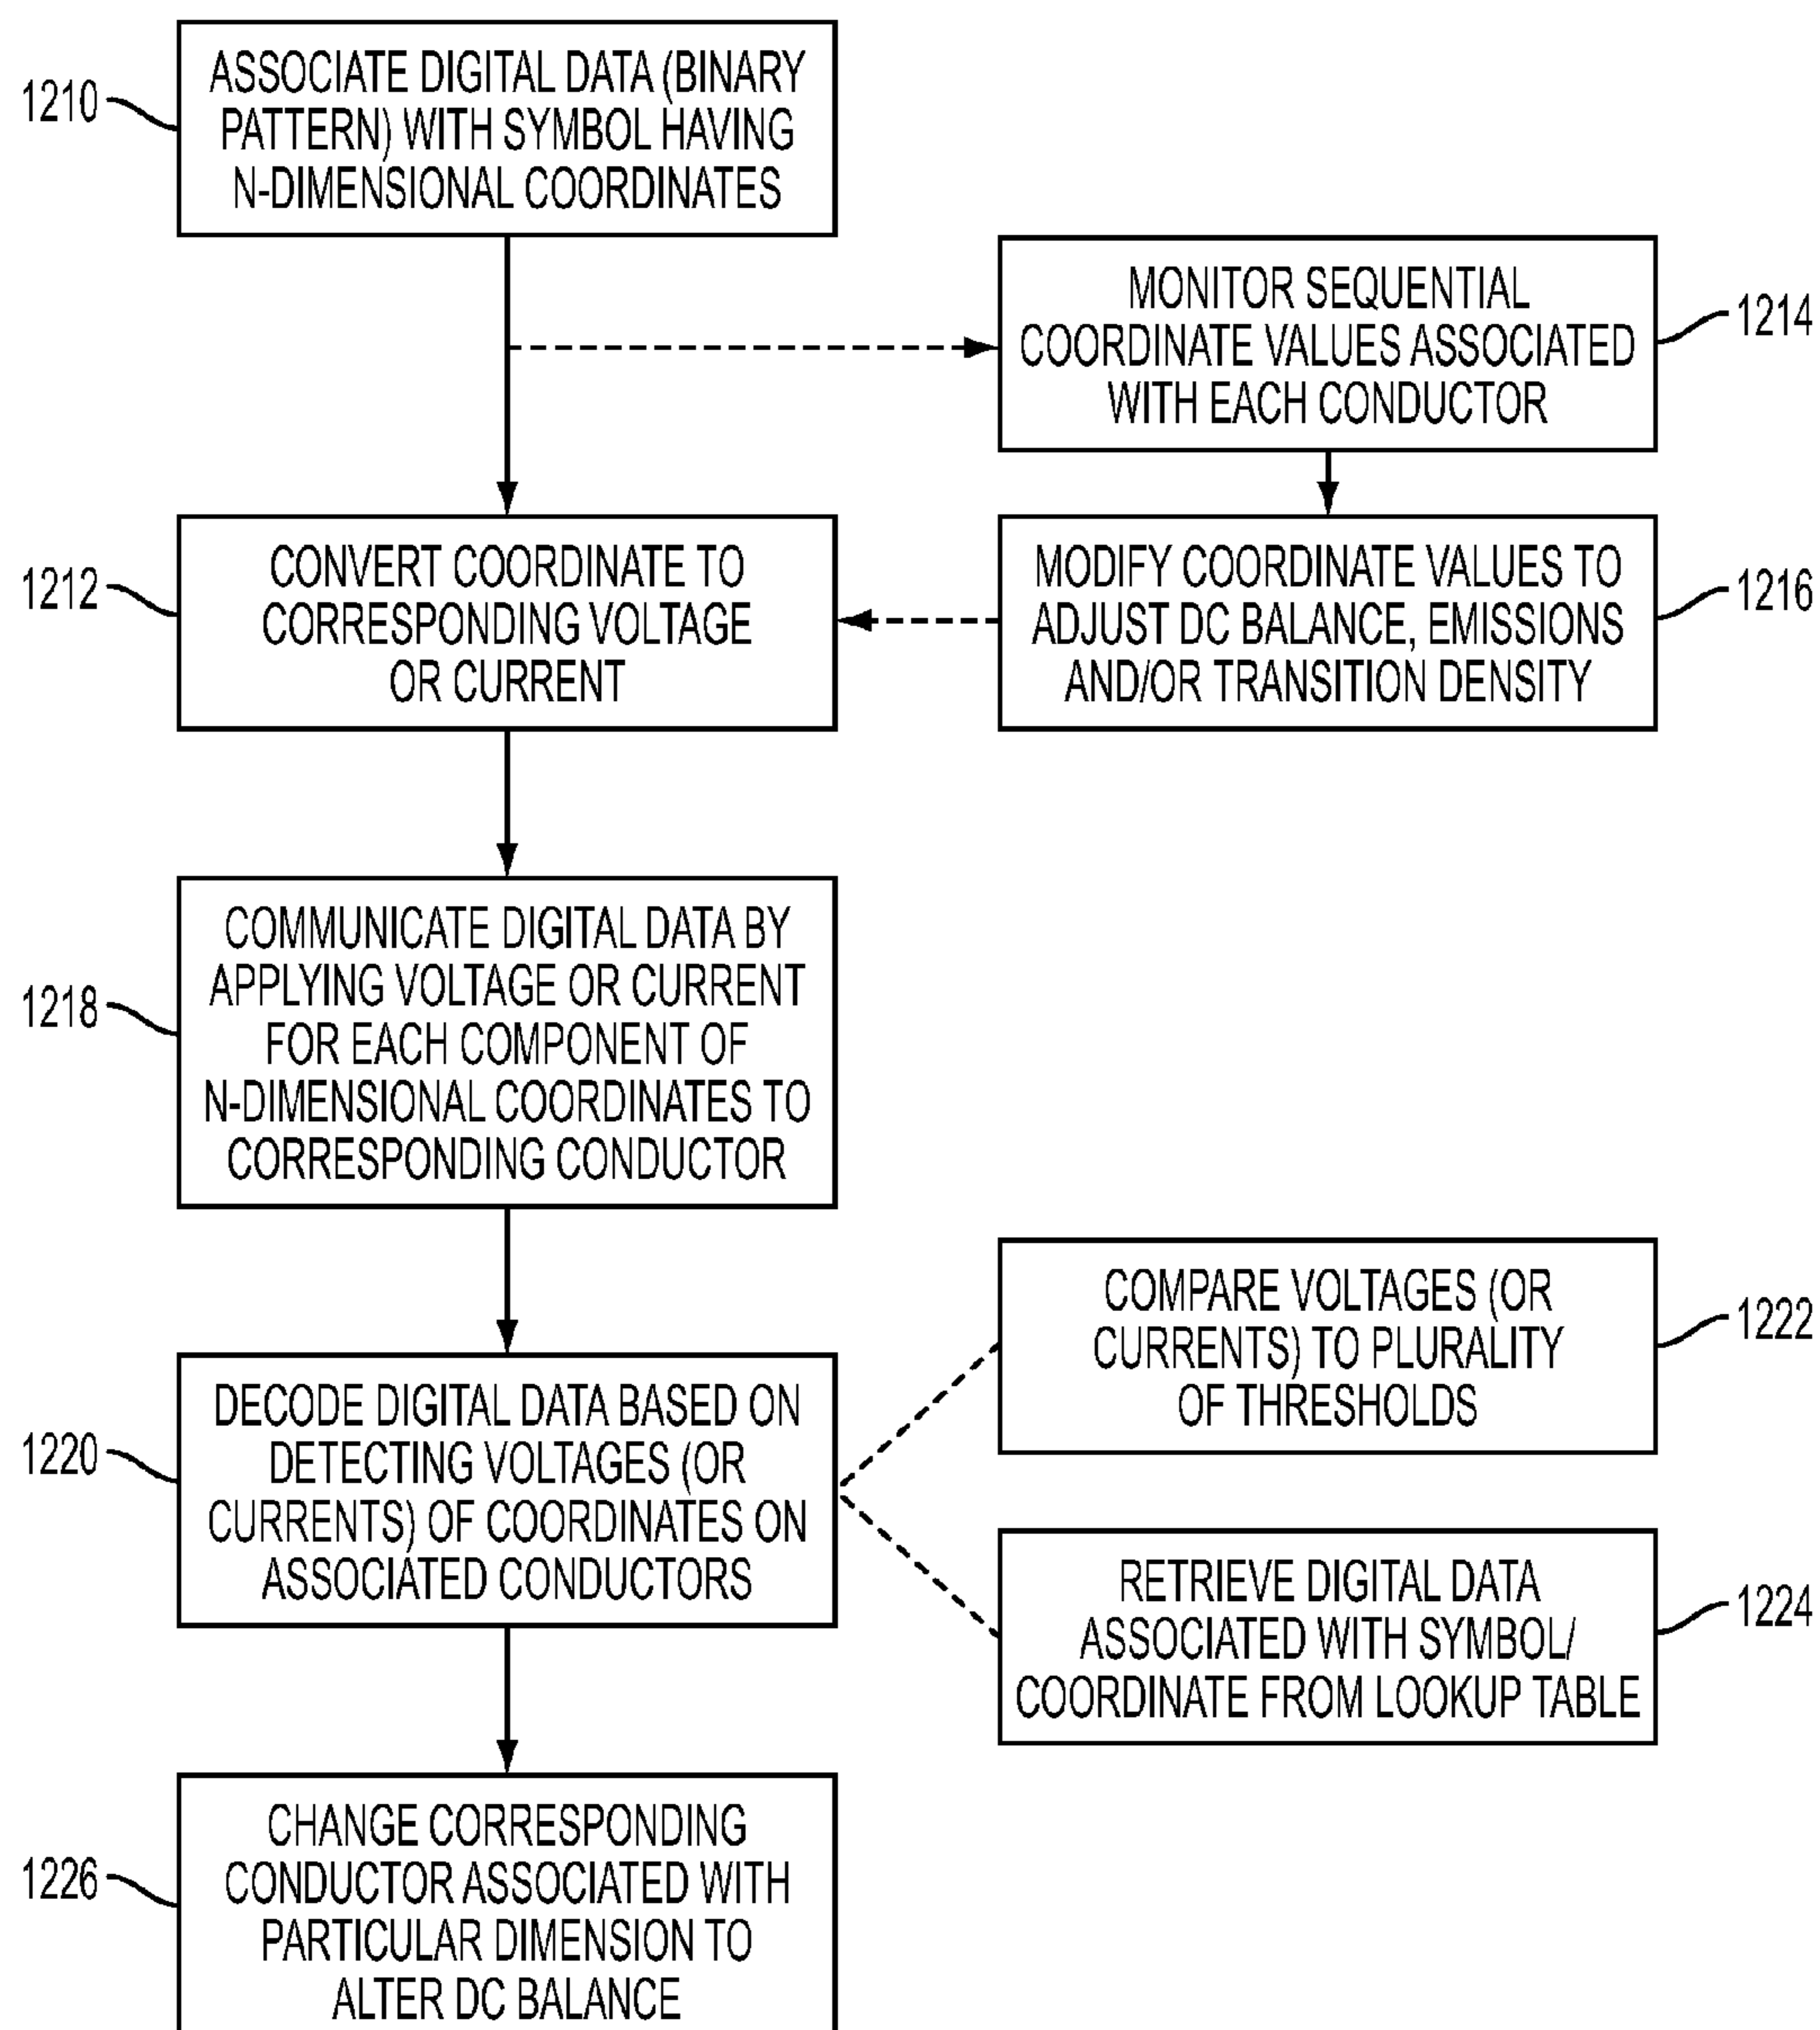 1210
ASSOCIATE DIGITAL DATA (BINARY
PATTERN) WITH SYMBOL HAVING
N-DIMENSIONAL COORDINATES
MONITOR SEQUENTIAL
COORDINATE VALUES ASSOCIATED
WITH EACH CONDUCTOR
1214
1212
CONVERT COORDINATE TO
CORRESPONDING VOLTAGE
OR CURRENT
MODIFY COORDINATE VALUES TO
ADJUST DC BALANCE, EMISSIONS
AND/OR TRANSITION DENSITY
1216
1218
COMMUNICATE DIGITAL DATA BY
APPLYING VOLTAGE OR CURRENT
FOR EACH COMPONENT OF
N-DIMENSIONAL COORDINATES TO
CORRESPONDING CONDUCTOR
COMPARE VOLTAGES (OR
CURRENTS) TO PLURALITY
OF THRESHOLDS
1222
1220
DECODE DIGITAL DATA BASED ON
DETECTING VOLTAGES (OR
CURRENTS) OF COORDINATES ON
ASSOCIATED CONDUCTORS
RETRIEVE DIGITAL DATA
ASSOCIATED WITH SYMBOL/
COORDINATE FROM LOOKUP TABLE
1224
1226
CHANGE CORRESPONDING
CONDUCTOR ASSOCIATED WITH
PARTICULAR DIMENSION TO
ALTER DC BALANCE